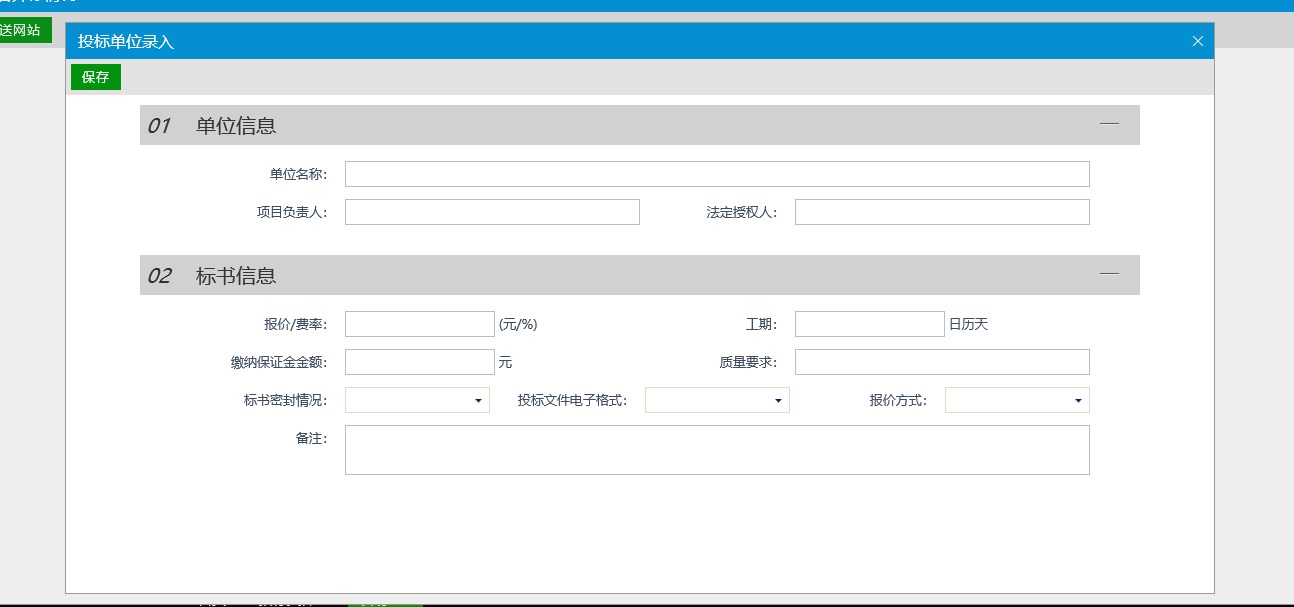 送网站
投标单位录入
保存
01 单位信息
单位名称:
项目负责人: 法定授权人:
02 标书信息
报价/费率: (元/%) 工期: 日历天
缴纳保证金金额: 元 质量要求:
标书密封情况: 投标文件电子格式: 报价方式:
备注: